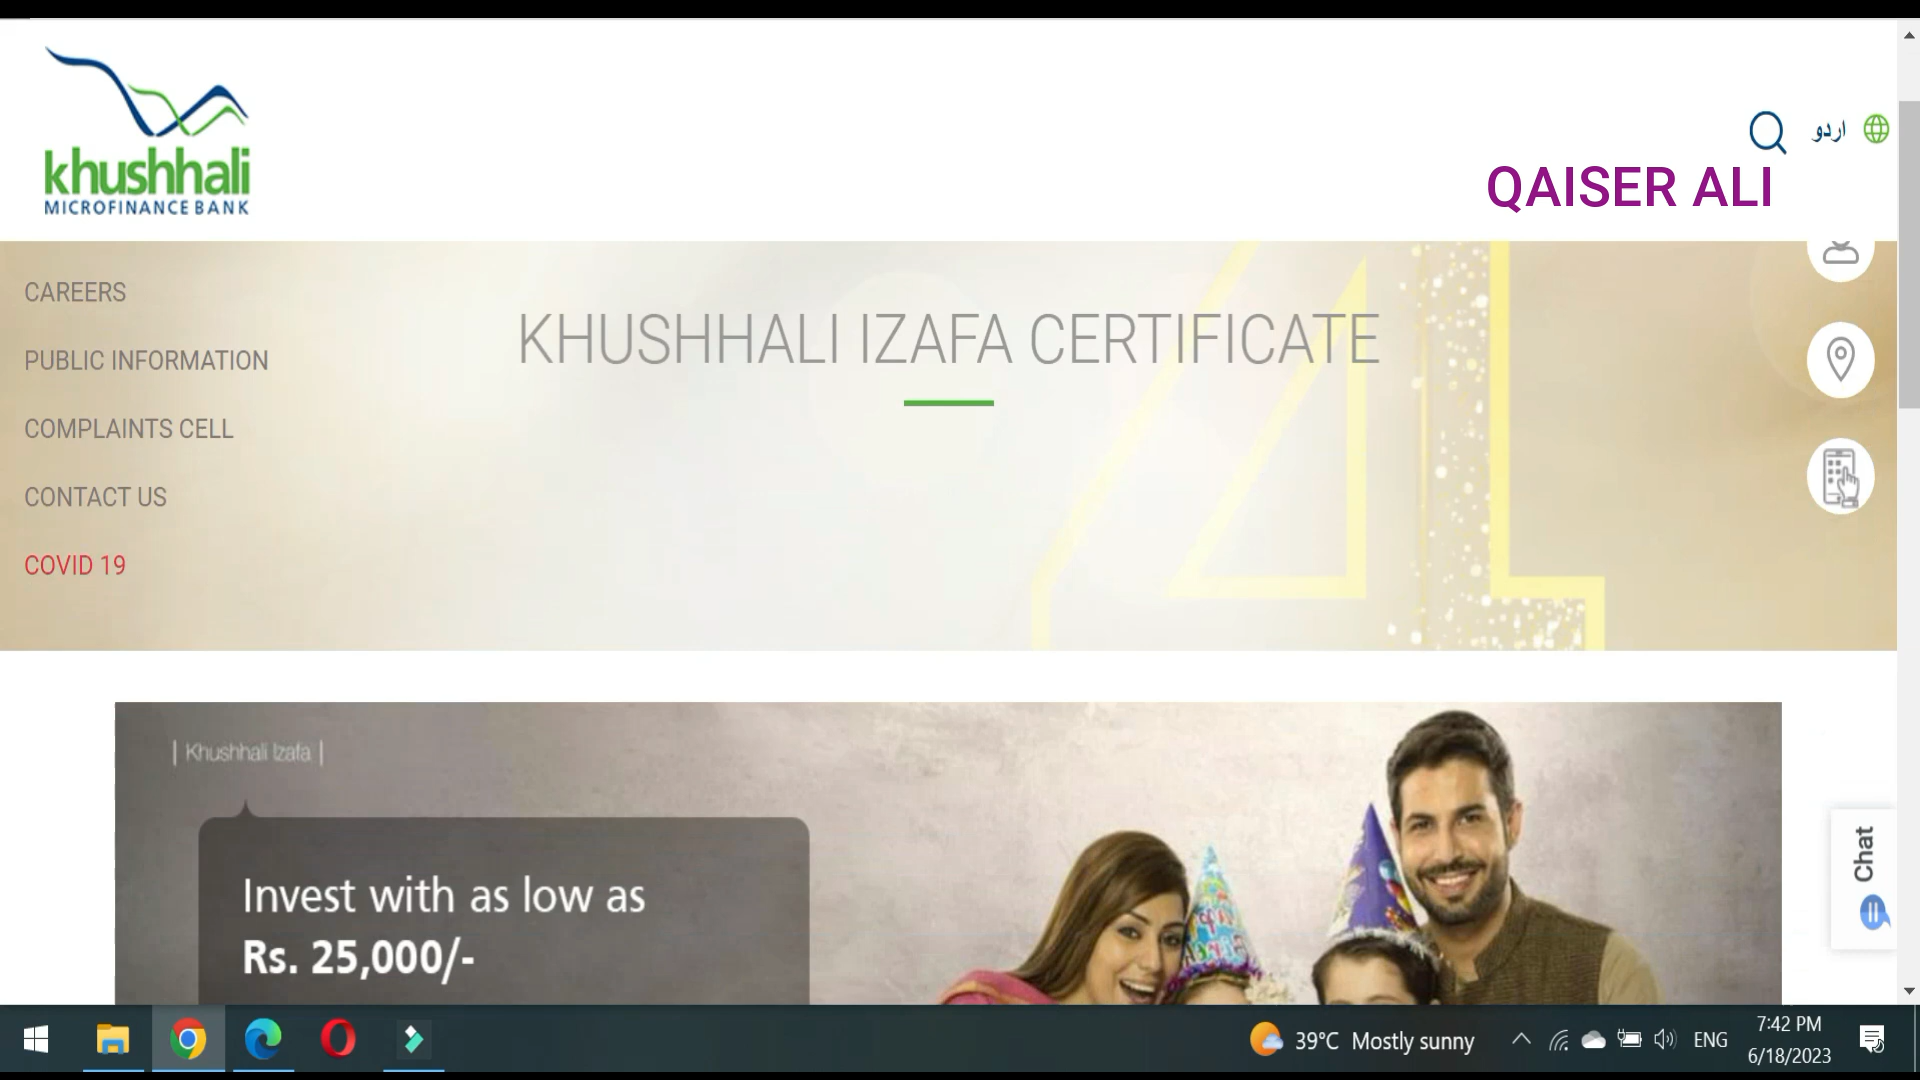 khushhali
MICROFINANCE BANK
اردو
QAISER ALI
CAREERS
PUBLIC INFORMATION
COMPLAINTS CELL
CONTACT US
COVID 19
KHUSHHALI IZAFA CERTIFICATE
| Khushhali Izafa |
Invest with as low as
Rs. 25,000/-
Chat
39°C Mostly sunny
ENG
7:42 PM
6/18/2023